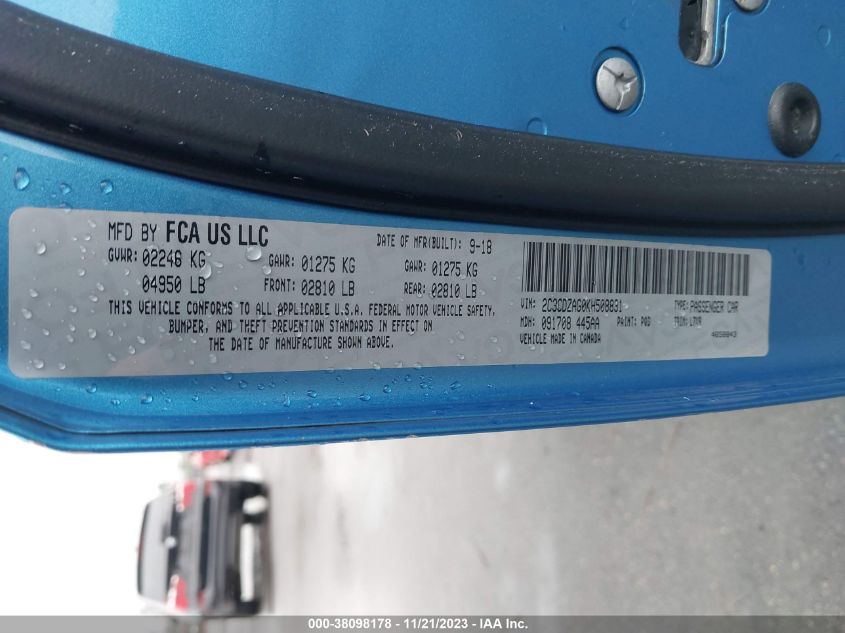 MFD BY FCA US LLC DATE OF MFR(BUILT): 9-18
GVWR: 02246 KG GAWR: 01275 KG GAWR: 01275 KG
04950 LB FRONT: 02810 LB REAR: 02810 LB
THIS VEHICLE CONFORMS TO ALL APPLICABLE U.S.A. FEDERAL MOTOR VEHICLE SAFETY,
BUMPER, AND THEFT PREVENTION STANDARDS IN EFFECT ON
THE DATE OF MANUFACTURE SHOWN ABOVE.
VIN: 2C3CDZAG0KH508831 TYPE: PASSENGER CAR
MDH: 091708 445AA PAINT: PQD TRIM:
VEHICLE MADE IN CANADA
000-38098178 - 11/21/2023 - IAA Inc.